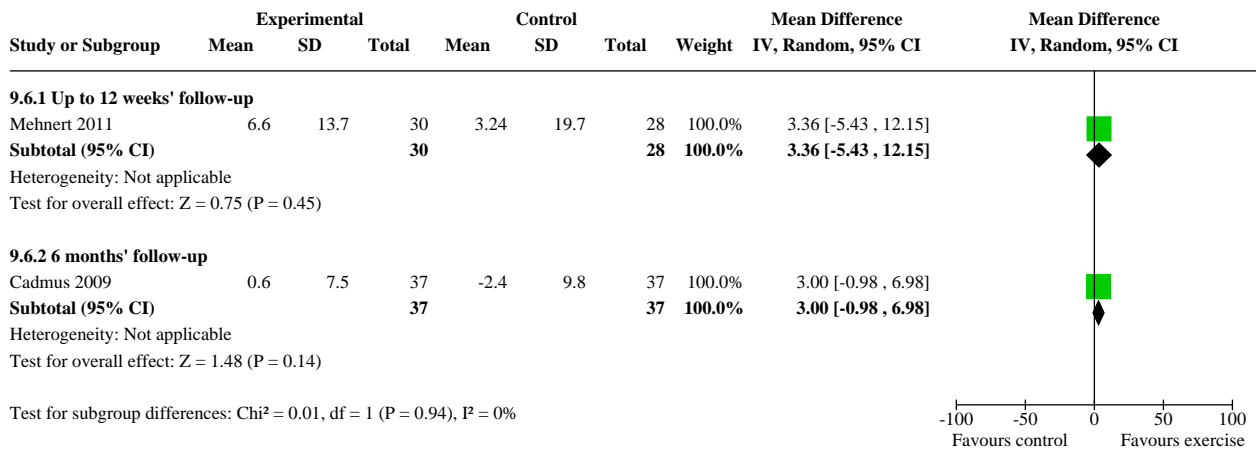 Experimental Control Mean Difference Mean Difference
Study or Subgroup Mean SD Total Mean SD Total Weight IV, Random, 95% CI IV, Random, 95% CI
9.6.1 Up to 12 weeks' follow-up
Mehnert 2011 6.6 13.7 30 3.24 19.7 28 100.0% 3.36 [-5.43 , 12.15]
Subtotal (95% CI) 30 28 100.0% 3.36 [-5.43 , 12.15]
Heterogeneity: Not applicable
Test for overall effect: Z = 0.75 (P = 0.45)
9.6.2 6 months' follow-up
Cadmus 2009 0.6 7.5 37 -2.4 9.8 37 100.0% 3.00 [-0.98 , 6.98]
Subtotal (95% CI) 37 37 100.0% 3.00 [-0.98 , 6.98]
Heterogeneity: Not applicable
Test for overall effect: Z = 1.48 (P = 0.14)
Test for subgroup differences: Chi² = 0.01, df = 1 (P = 0.94), I² = 0%
-100 -50 0 50 100
Favours control Favours exercise